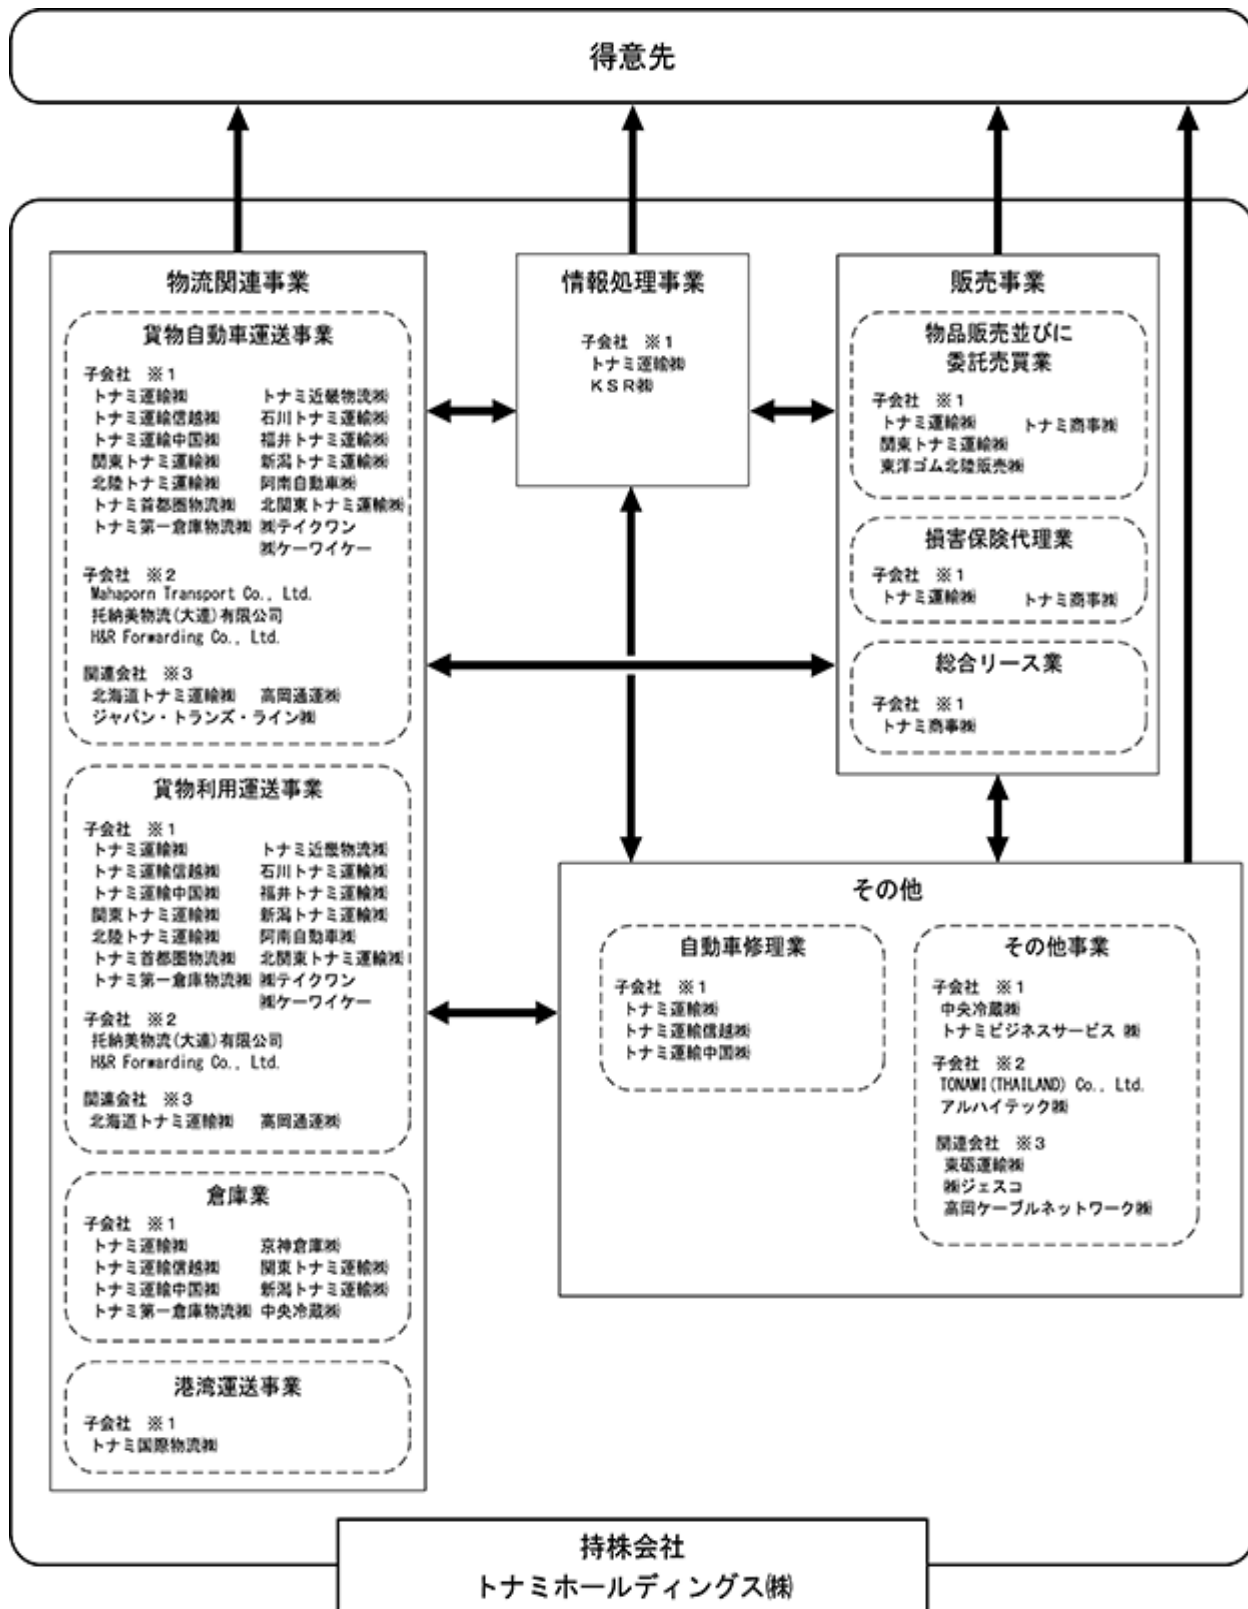 得意先
物流関連事業
貨物自動車運送事業
子会社 ※1
トナミ運輸㈱ トナミ近畿物流㈱
トナミ運輸信越㈱ 石川トナミ運輸㈱
トナミ運輸中国㈱ 福井トナミ運輸㈱
関東トナミ運輸㈱ 新潟トナミ運輸㈱
北陸トナミ運輸㈱ 阿南自動車㈱
トナミ首都圏物流㈱ 北関東トナミ運輸㈱
トナミ第一倉庫物流㈱ ㈱テイクワン
㈱ケーワイケー
子会社 ※2
Mahaporn Transport Co., Ltd.
托納美物流(大連)有限公司
H&R Forwarding Co., Ltd.
関連会社 ※3
北海道トナミ運輸㈱ 高岡通運㈱
ジャパン・トランズ・ライン㈱
貨物利用運送事業
子会社 ※1
トナミ運輸㈱ トナミ近畿物流㈱
トナミ運輸信越㈱ 石川トナミ運輸㈱
トナミ運輸中国㈱ 福井トナミ運輸㈱
関東トナミ運輸㈱ 新潟トナミ運輸㈱
北陸トナミ運輸㈱ 阿南自動車㈱
トナミ首都圏物流㈱ 北関東トナミ運輸㈱
トナミ第一倉庫物流㈱ ㈱テイクワン
㈱ケーワイケー
子会社 ※2
托納美物流(大連)有限公司
H&R Forwarding Co., Ltd.
関連会社 ※3
北海道トナミ運輸㈱ 高岡通運㈱
倉庫業
子会社 ※1
トナミ運輸㈱ 京神倉庫㈱
トナミ運輸信越㈱ 関東トナミ運輸㈱
トナミ運輸中国㈱ 新潟トナミ運輸㈱
トナミ第一倉庫物流㈱ 中央冷蔵㈱
港湾運送事業
子会社 ※1
トナミ国際物流㈱
情報処理事業
子会社 ※1
トナミ運輸㈱
KSR㈱
販売事業
物品販売並びに
委託売買業
子会社 ※1
トナミ運輸㈱ トナミ商事㈱
関東トナミ運輸㈱
東洋ゴム北陸販売㈱
損害保険代理業
子会社 ※1
トナミ運輸㈱ トナミ商事㈱
総合リース業
子会社 ※1
トナミ商事㈱
その他
自動車修理業
子会社 ※1
トナミ運輸㈱
トナミ運輸信越㈱
トナミ運輸中国㈱
その他事業
子会社 ※1
中央冷蔵㈱
トナミビジネスサービス ㈱
子会社 ※2
TONAMI(THAILAND) Co., Ltd.
アルハイテック㈱
関連会社 ※3
東砺運輸㈱
㈱ジェスコ
高岡ケーブルネットワーク㈱
持株会社
トナミホールディングス㈱